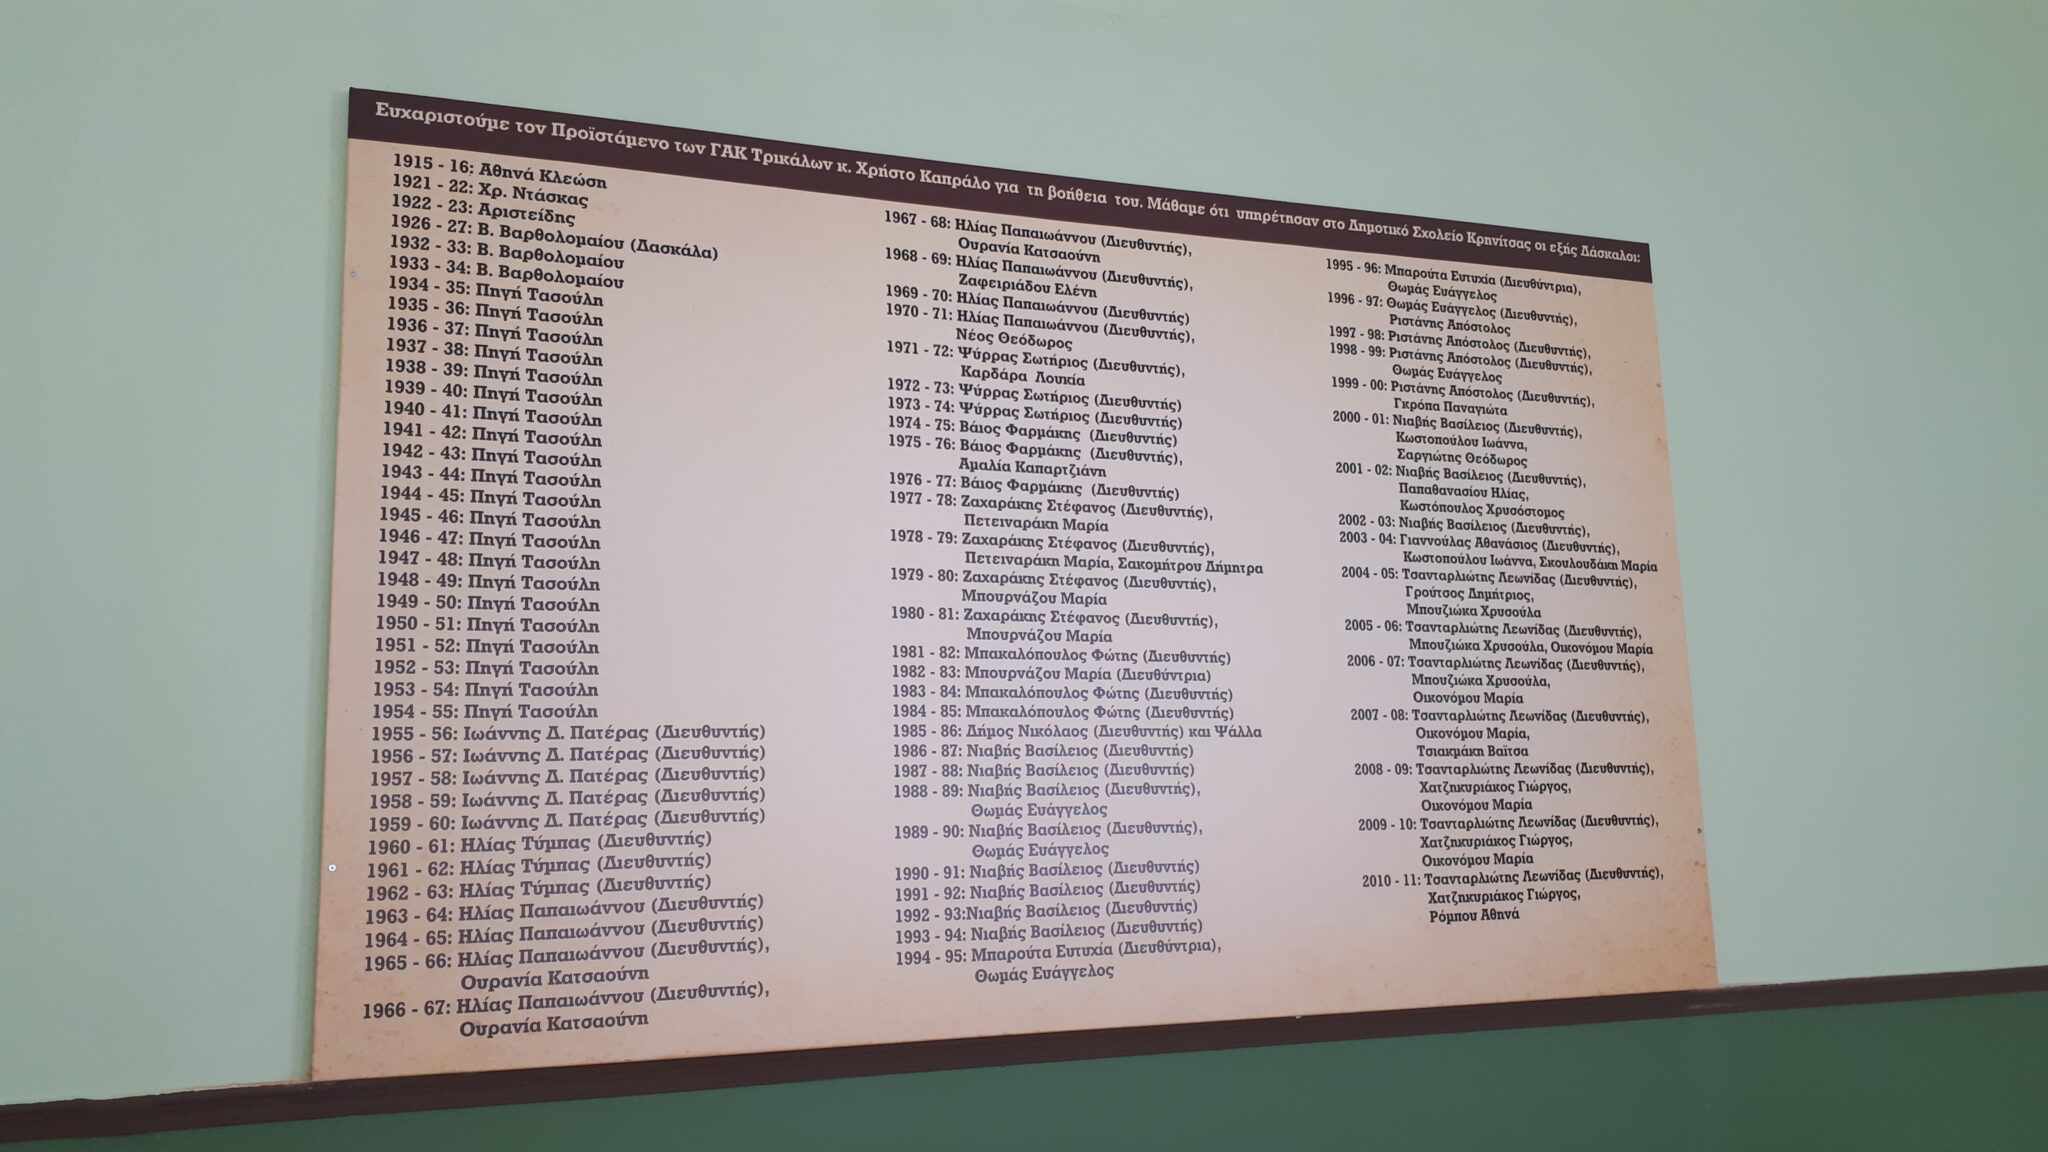 Ευχαριστούμε τον Προϊστάμενο των ΓΑΚ Τρικάλων κ. Χρήστο Καπράλο για τη βοήθεια του. Μάθαμε ότι υπηρέτησαν στο Δημοτικό Σχολείο Κρηνίτσας οι εξής Δάσκαλοι:
1915 - 16: Αθηνά Κλεώση
1921 - 22: Χρ. Ντάσκας
1922 - 23: Αριστείδης
1926 - 27: Β. Βαρθολομαίου (Δασκάλα)
1932 - 33: Β. Βαρθολομαίου
1933 - 34: Β. Βαρθολομαίου
1934 - 35: Πηγή Τασούλη
1935 - 36: Πηγή Τασούλη
1936 - 37: Πηγή Τασούλη
1937 - 38: Πηγή Τασούλη
1938 - 39: Πηγή Τασούλη
1939 - 40: Πηγή Τασούλη
1940 - 41: Πηγή Τασούλη
1941 - 42: Πηγή Τασούλη
1942 - 43: Πηγή Τασούλη
1943 - 44: Πηγή Τασούλη
1944 - 45: Πηγή Τασούλη
1945 - 46: Πηγή Τασούλη
1946 - 47: Πηγή Τασούλη
1947 - 48: Πηγή Τασούλη
1948 - 49: Πηγή Τασούλη
1949 - 50: Πηγή Τασούλη
1950 - 51: Πηγή Τασούλη
1951 - 52: Πηγή Τασούλη
1952 - 53: Πηγή Τασούλη
1953 - 54: Πηγή Τασούλη
1954 - 55: Πηγή Τασούλη
1955 - 56: Ιωάννης Δ. Πατέρας (Διευθυντής)
1956 - 57: Ιωάννης Δ. Πατέρας (Διευθυντής)
1957 - 58: Ιωάννης Δ. Πατέρας (Διευθυντής)
1958 - 59: Ιωάννης Δ. Πατέρας (Διευθυντής)
1959 - 60: Ιωάννης Δ. Πατέρας (Διευθυντής)
1960 - 61: Ηλίας Τύμπας (Διευθυντής)
1961 - 62: Ηλίας Τύμπας (Διευθυντής)
1962 - 63: Ηλίας Τύμπας (Διευθυντής)
1963 - 64: Ηλίας Παπαιωάννου (Διευθυντής)
1964 - 65: Ηλίας Παπαιωάννου (Διευθυντής)
1965 - 66: Ηλίας Παπαιωάννου (Διευθυντής),
Ουρανία Κατσαούνη
1966 - 67: Ηλίας Παπαιωάννου (Διευθυντής),
Ουρανία Κατσαούνη
1967 - 68: Ηλίας Παπαιωάννου (Διευθυντής),
Ουρανία Κατσαούνη
1968 - 69: Ηλίας Παπαιωάννου (Διευθυντής),
Ζαφειριάδου Ελένη
1969 - 70: Ηλίας Παπαιωάννου (Διευθυντής)
1970 - 71: Ηλίας Παπαιωάννου (Διευθυντής),
Νέος Θεόδωρος
1971 - 72: Ψύρρας Σωτήριος (Διευθυντής),
Καρδάρα Λουκία
1972 - 73: Ψύρρας Σωτήριος (Διευθυντής)
1973 - 74: Ψύρρας Σωτήριος (Διευθυντής)
1974 - 75: Βάιος Φαρμάκης (Διευθυντής)
1975 - 76: Βάιος Φαρμάκης (Διευθυντής),
Αμαλία Καπαρτζιάνη
1976 - 77: Βάιος Φαρμάκης (Διευθυντής)
1977 - 78: Ζαχαράκης Στέφανος (Διευθυντής),
Πετειναράκη Μαρία
1978 - 79: Ζαχαράκης Στέφανος (Διευθυντής),
Πετειναράκη Μαρία, Σακομήτρου Δήμητρα
1979 - 80: Ζαχαράκης Στέφανος (Διευθυντής),
Μπουρνάζου Μαρία
1980 - 81: Ζαχαράκης Στέφανος (Διευθυντής),
Μπουρνάζου Μαρία
1981 - 82: Μπακαλόπουλος Φώτης (Διευθυντής)
1982 - 83: Μπουρνάζου Μαρία (Διευθύντρια)
1983 - 84: Μπακαλόπουλος Φώτης (Διευθυντής)
1984 - 85: Μπακαλόπουλος Φώτης (Διευθυντής)
1985 - 86: Δήμος Νικόλαος (Διευθυντής) και Ψάλλα
1986 - 87: Νιαβής Βασίλειος (Διευθυντής)
1987 - 88: Νιαβής Βασίλειος (Διευθυντής)
1988 - 89: Νιαβής Βασίλειος (Διευθυντής),
Θωμάς Ευάγγελος
1989 - 90: Νιαβής Βασίλειος (Διευθυντής),
Θωμάς Ευάγγελος
1990 - 91: Νιαβής Βασίλειος (Διευθυντής)
1991 - 92: Νιαβής Βασίλειος (Διευθυντής)
1992 - 93:Νιαβής Βασίλειος (Διευθυντής)
1993 - 94: Νιαβής Βασίλειος (Διευθυντής)
1994 - 95: Μπαρούτα Ευτυχία (Διευθύντρια),
Θωμάς Ευάγγελος
1995 - 96: Μπαρούτα Ευτυχία (Διευθύντρια),
Θωμάς Ευάγγελος
1996 - 97: Θωμάς Ευάγγελος (Διευθυντής),
Ριστάνης Απόστολος
1997 - 98: Ριστάνης Απόστολος (Διευθυντής),
1998 - 99: Ριστάνης Απόστολος (Διευθυντής),
Θωμάς Ευάγγελος
1999 - 00: Ριστάνης Απόστολος (Διευθυντής),
Γκρόπα Παναγιώτα
2000 - 01: Νιαβής Βασίλειος (Διευθυντής),
Κωστοπούλου Ιωάννα,
Σαργιώτης Θεόδωρος
2001 - 02: Νιαβής Βασίλειος (Διευθυντής),
Παπαθανασίου Ηλίας,
Κωστόπουλος Χρυσόστομος
2002 - 03: Νιαβής Βασίλειος (Διευθυντής),
2003 - 04: Γιαννούλας Αθανάσιος (Διευθυντής),
Κωστοπούλου Ιωάννα, Σκουλουδάκη Μαρία
2004 - 05: Τσανταρλιώτης Λεωνίδας (Διευθυντής),
Γρούτσος Δημήτριος,
Μπουζιώκα Χρυσούλα
2005 - 06: Τσανταρλιώτης Λεωνίδας (Διευθυντής),
Μπουζιώκα Χρυσούλα, Οικονόμου Μαρία
2006 - 07: Τσανταρλιώτης Λεωνίδας (Διευθυντής),
Μπουζιώκα Χρυσούλα,
Οικονόμου Μαρία
2007 - 08: Τσανταρλιώτης Λεωνίδας (Διευθυντής),
Οικονόμου Μαρία,
Τσιακμάκη Βαϊτσα
2008 - 09: Τσανταρλιώτης Λεωνίδας (Διευθυντής),
Χατζηκυριάκος Γιώργος,
Οικονόμου Μαρία
2009 - 10: Τσανταρλιώτης Λεωνίδας (Διευθυντής),
Χατζηκυριάκος Γιώργος,
Οικονόμου Μαρία
2010 - 11: Τσανταρλιώτης Λεωνίδας (Διευθυντής),
Χατζηκυριάκος Γιώργος,
Ρόμπου Αθηνά